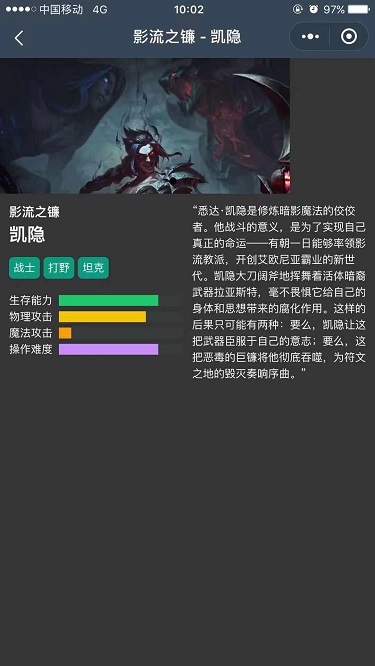 中国移动 4G 10:02 97%
影流之镰 - 凯隐
影流之镰
凯隐
战士 打野 坦克
生存能力
物理攻击
魔法攻击
操作难度
“悉达·凯隐是修炼暗影魔法的佼佼
者。他战斗的意义，是为了实现自己
真正的命运——有朝一日能够率领影
流教派，开创艾欧尼亚霸业的新世
代。凯隐大刀阔斧地挥舞着活体暗裔
武器拉亚斯特，毫不畏惧它给自己的
身体和思想带来的腐化作用。这样的
后果只可能有两种：要么，凯隐让这
把武器臣服于自己的意志；要么，这
把恶毒的巨镰将他彻底吞噬，为符文
之地的毁灭奏响序曲。”